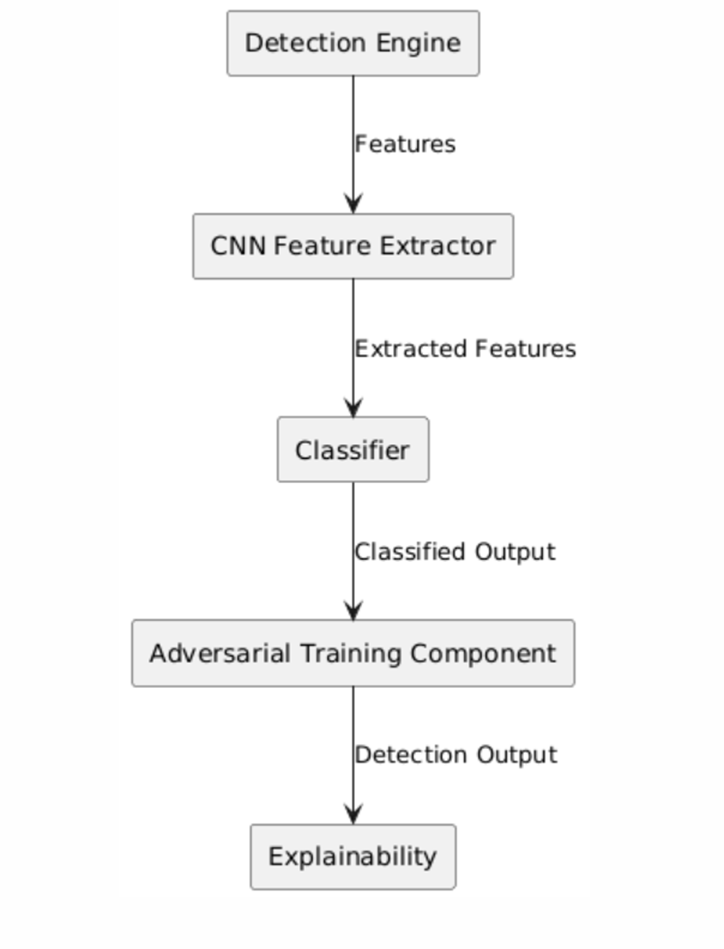 Detection Engine
Features
CNN Feature Extractor
Extracted Features
Classifier
Classified Output
Adversarial Training Component
Detection Output
Explainability